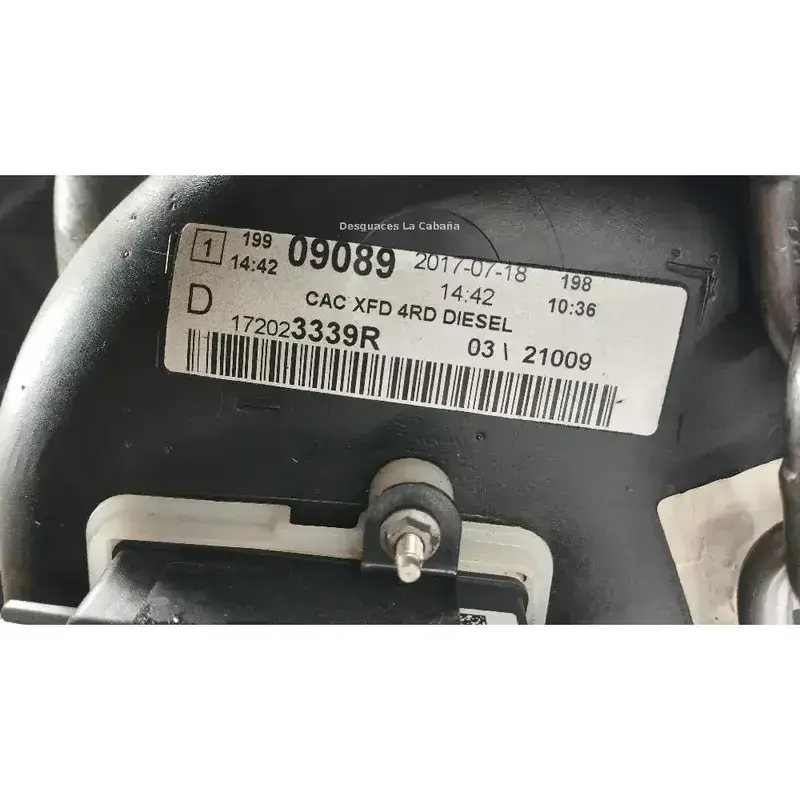 Desguaces La Cabaña
1 199 09089 2017-07-18 198
14:42 14:42 10:36
D CAC XFD 4RD DIESEL
172023339R 03 \ 21009